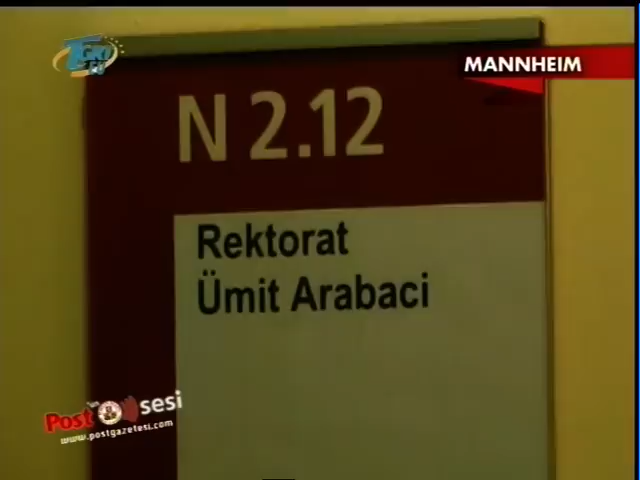 MANNHEIM
N 2.12
Rektorat
Ümit Arabaci
Post sesi
www.postgazetesi.com